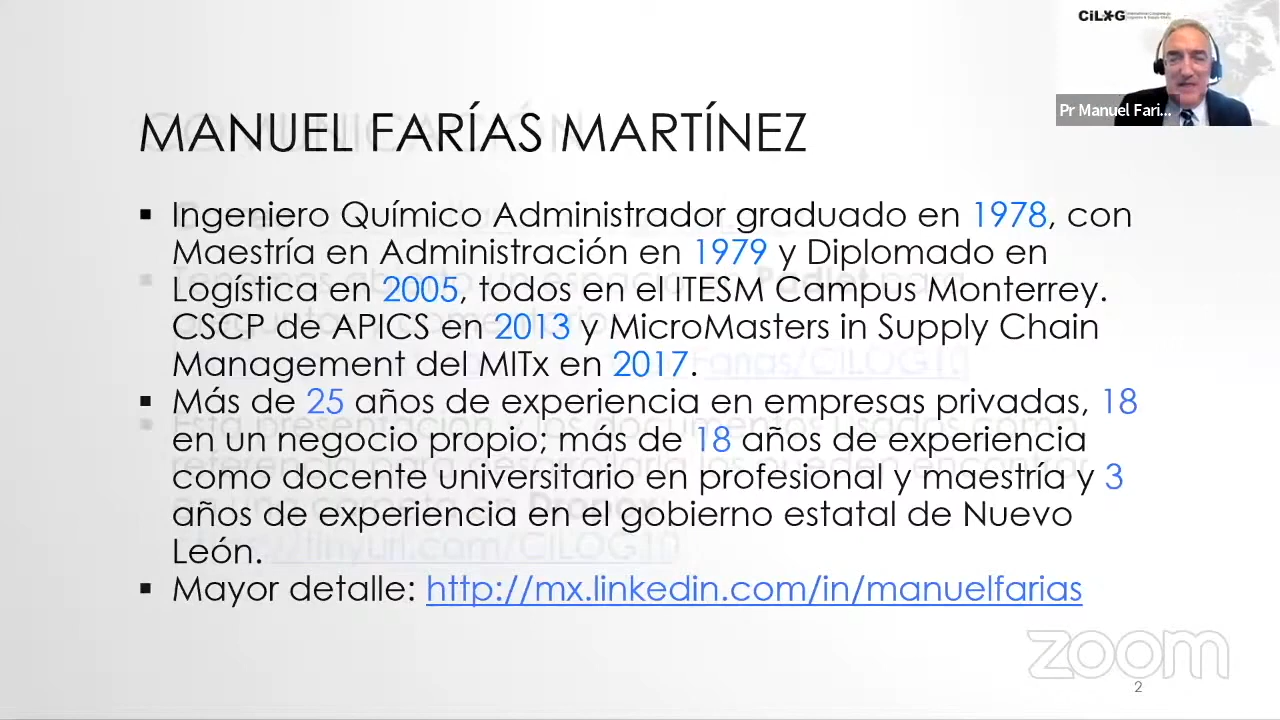 CiLOG
Pr Manuel Fari...
MANUEL FARÍAS MARTÍNEZ
▪ Ingeniero Químico Administrador graduado en 1978, con
Maestría en Administración en 1979 y Diplomado en
Logística en 2005, todos en el ITESM Campus Monterrey.
CSCP de APICS en 2013 y MicroMasters in Supply Chain
Management del MITx en 2017.
▪ Más de 25 años de experiencia en empresas privadas, 18
en un negocio propio; más de 18 años de experiencia
como docente universitario en profesional y maestría y 3
años de experiencia en el gobierno estatal de Nuevo
León.
▪ Mayor detalle: http://mx.linkedin.com/in/manuelfarias
zoom
2